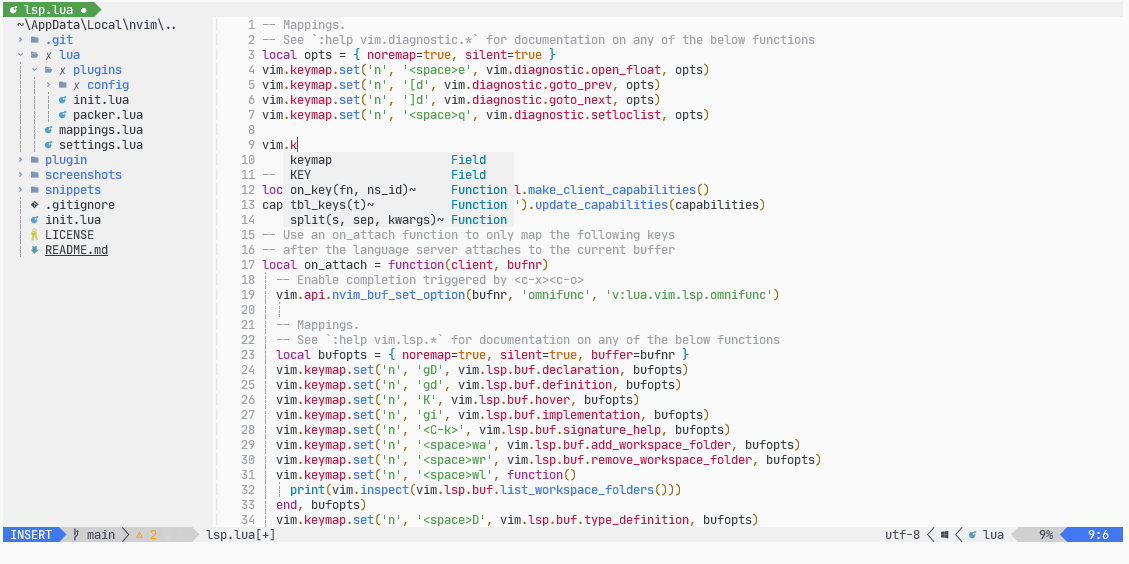 lsp.lua ●
~\AppData\Local\nvim\..
.git
✗ lua
✗ plugins
✗ config
init.lua
packer.lua
mappings.lua
settings.lua
plugin
screenshots
snippets
.gitignore
init.lua
LICENSE
README.md
1 -- Mappings.
2 -- See `:help vim.diagnostic.*` for documentation on any of the below functions
3 local opts = { noremap=true, silent=true }
4 vim.keymap.set('n', '<space>e', vim.diagnostic.open_float, opts)
5 vim.keymap.set('n', '[d', vim.diagnostic.goto_prev, opts)
6 vim.keymap.set('n', ']d', vim.diagnostic.goto_next, opts)
7 vim.keymap.set('n', '<space>q', vim.diagnostic.setloclist, opts)
8
9 vim.k
10 keymap Field
11 -- KEY Field
12 loc on_key(fn, ns_id)~ Function l.make_client_capabilities()
13 cap tbl_keys(t)~ Function ').update_capabilities(capabilities)
14 split(s, sep, kwargs)~ Function
15 -- Use an on_attach function to only map the following keys
16 -- after the language server attaches to the current buffer
17 local on_attach = function(client, bufnr)
18 -- Enable completion triggered by <c-x><c-o>
19 vim.api.nvim_buf_set_option(bufnr, 'omnifunc', 'v:lua.vim.lsp.omnifunc')
20
21 -- Mappings.
22 -- See `:help vim.lsp.*` for documentation on any of the below functions
23 local bufopts = { noremap=true, silent=true, buffer=bufnr }
24 vim.keymap.set('n', 'gD', vim.lsp.buf.declaration, bufopts)
25 vim.keymap.set('n', 'gd', vim.lsp.buf.definition, bufopts)
26 vim.keymap.set('n', 'K', vim.lsp.buf.hover, bufopts)
27 vim.keymap.set('n', 'gi', vim.lsp.buf.implementation, bufopts)
28 vim.keymap.set('n', '<C-k>', vim.lsp.buf.signature_help, bufopts)
29 vim.keymap.set('n', '<space>wa', vim.lsp.buf.add_workspace_folder, bufopts)
30 vim.keymap.set('n', '<space>wr', vim.lsp.buf.remove_workspace_folder, bufopts)
31 vim.keymap.set('n', '<space>wl', function()
32 print(vim.inspect(vim.lsp.buf.list_workspace_folders()))
33 end, bufopts)
34 vim.keymap.set('n', '<space>D', vim.lsp.buf.type_definition, bufopts)
INSERT main ⚠ 2 lsp.lua[+] utf-8 lua 9% 9:6